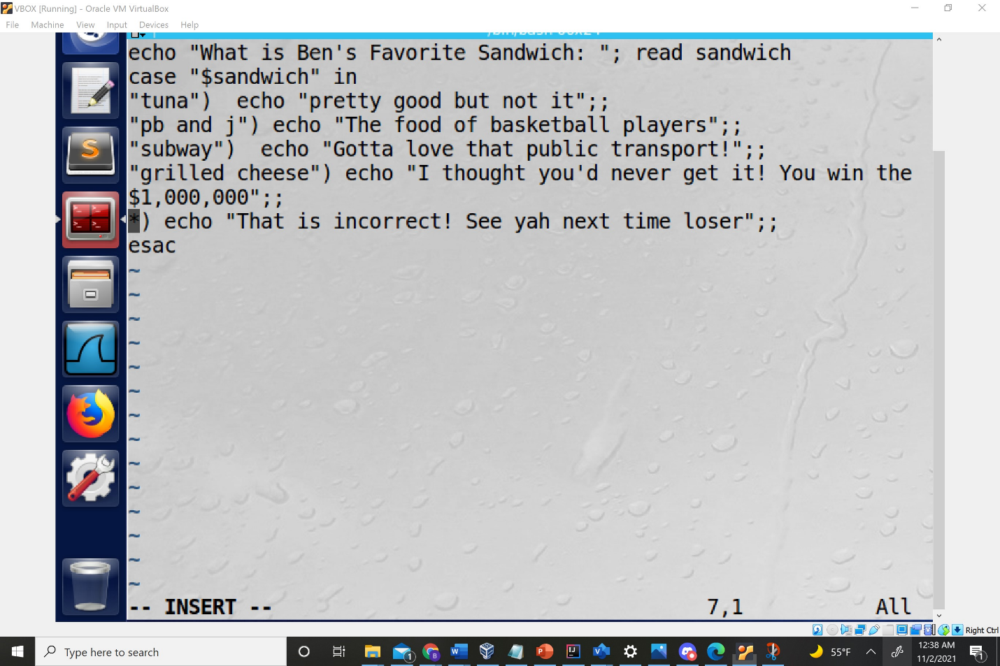 VBOX [Running] - Oracle VM VirtualBox
File Machine View Input Devices Help
echo "What is Ben's Favorite Sandwich: "; read sandwich
case "$sandwich" in
"tuna")  echo "pretty good but not it";;
"pb and j") echo "The food of basketball players";;
"subway")  echo "Gotta love that public transport!";;
"grilled cheese") echo "I thought you'd never get it! You win the
$1,000,000";;
*) echo "That is incorrect! See yah next time loser";;
esac
~
~
~
~
~
~
~
~
~
~
~
~
~
~
-- INSERT -- 7,1 All
Right Ctrl
Type here to search
55°F
12:38 AM
11/2/2021